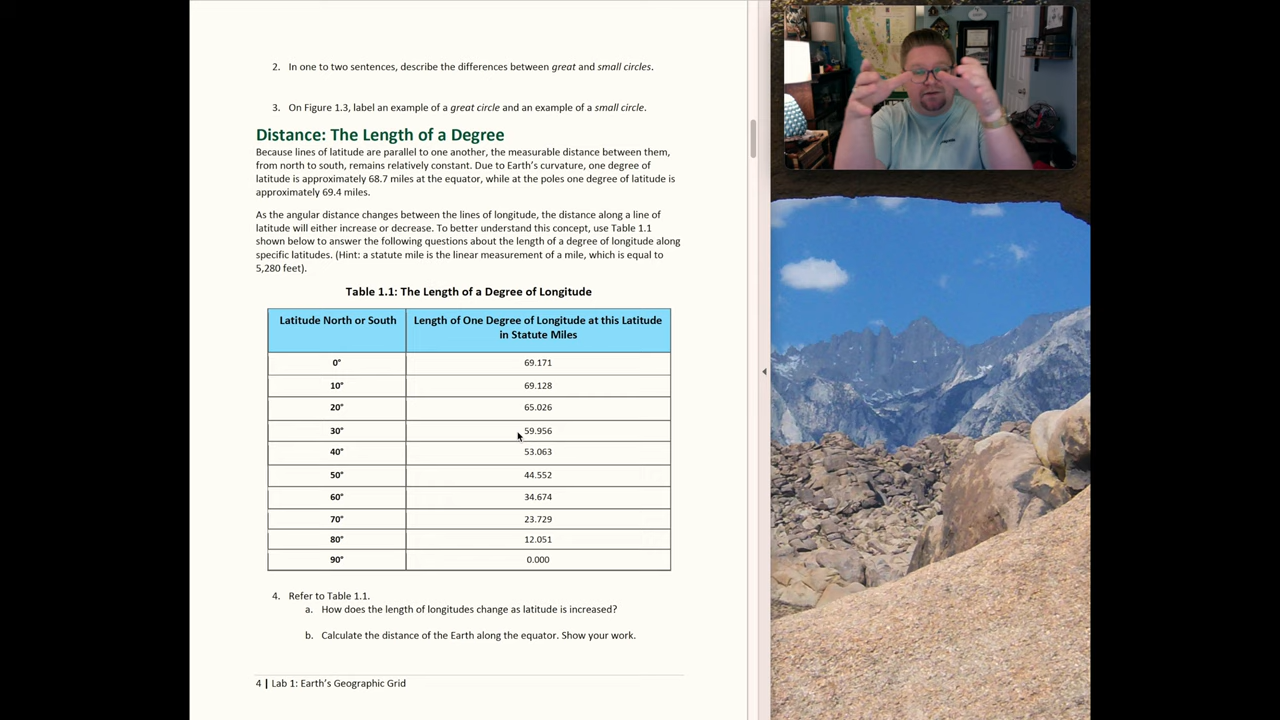 2. In one to two sentences, describe the differences between great and small circles.
3. On Figure 1.3, label an example of a great circle and an example of a small circle.
Distance: The Length of a Degree
Because lines of latitude are parallel to one another, the measurable distance between them,
from north to south, remains relatively constant. Due to Earth's curvature, one degree of
latitude is approximately 68.7 miles at the equator, while at the poles one degree of latitude is
approximately 69.4 miles.
As the angular distance changes between the lines of longitude, the distance along a line of
latitude will either increase or decrease. To better understand this concept, use Table 1.1
shown below to answer the following questions about the length of a degree of longitude along
specific latitudes. (Hint: a statute mile is the linear measurement of a mile, which is equal to
5,280 feet).
Table 1.1: The Length of a Degree of Longitude
Latitude North or South Length of One Degree of Longitude at this Latitude
in Statute Miles
0° 69.171
10° 69.128
20° 65.026
30° 59.956
40° 53.063
50° 44.552
60° 34.674
70° 23.729
80° 12.051
90° 0.000
4. Refer to Table 1.1.
a. How does the length of longitudes change as latitude is increased?
b. Calculate the distance of the Earth along the equator. Show your work.
4 | Lab 1: Earth's Geographic Grid